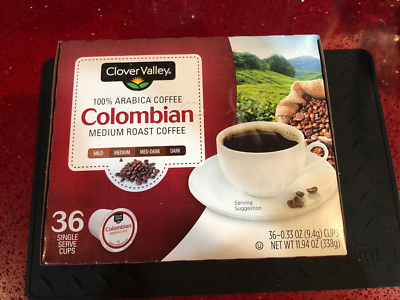 Clover Valley®
100% ARABICA COFFEE
Colombian
MEDIUM ROAST COFFEE
MILD MEDIUM MED-DARK DARK
36
SINGLE
SERVE
CUPS
Colombian
Serving
Suggestion
36-0.33 OZ (9.4g) CUPS
U NET WT 11.94 OZ (338g)